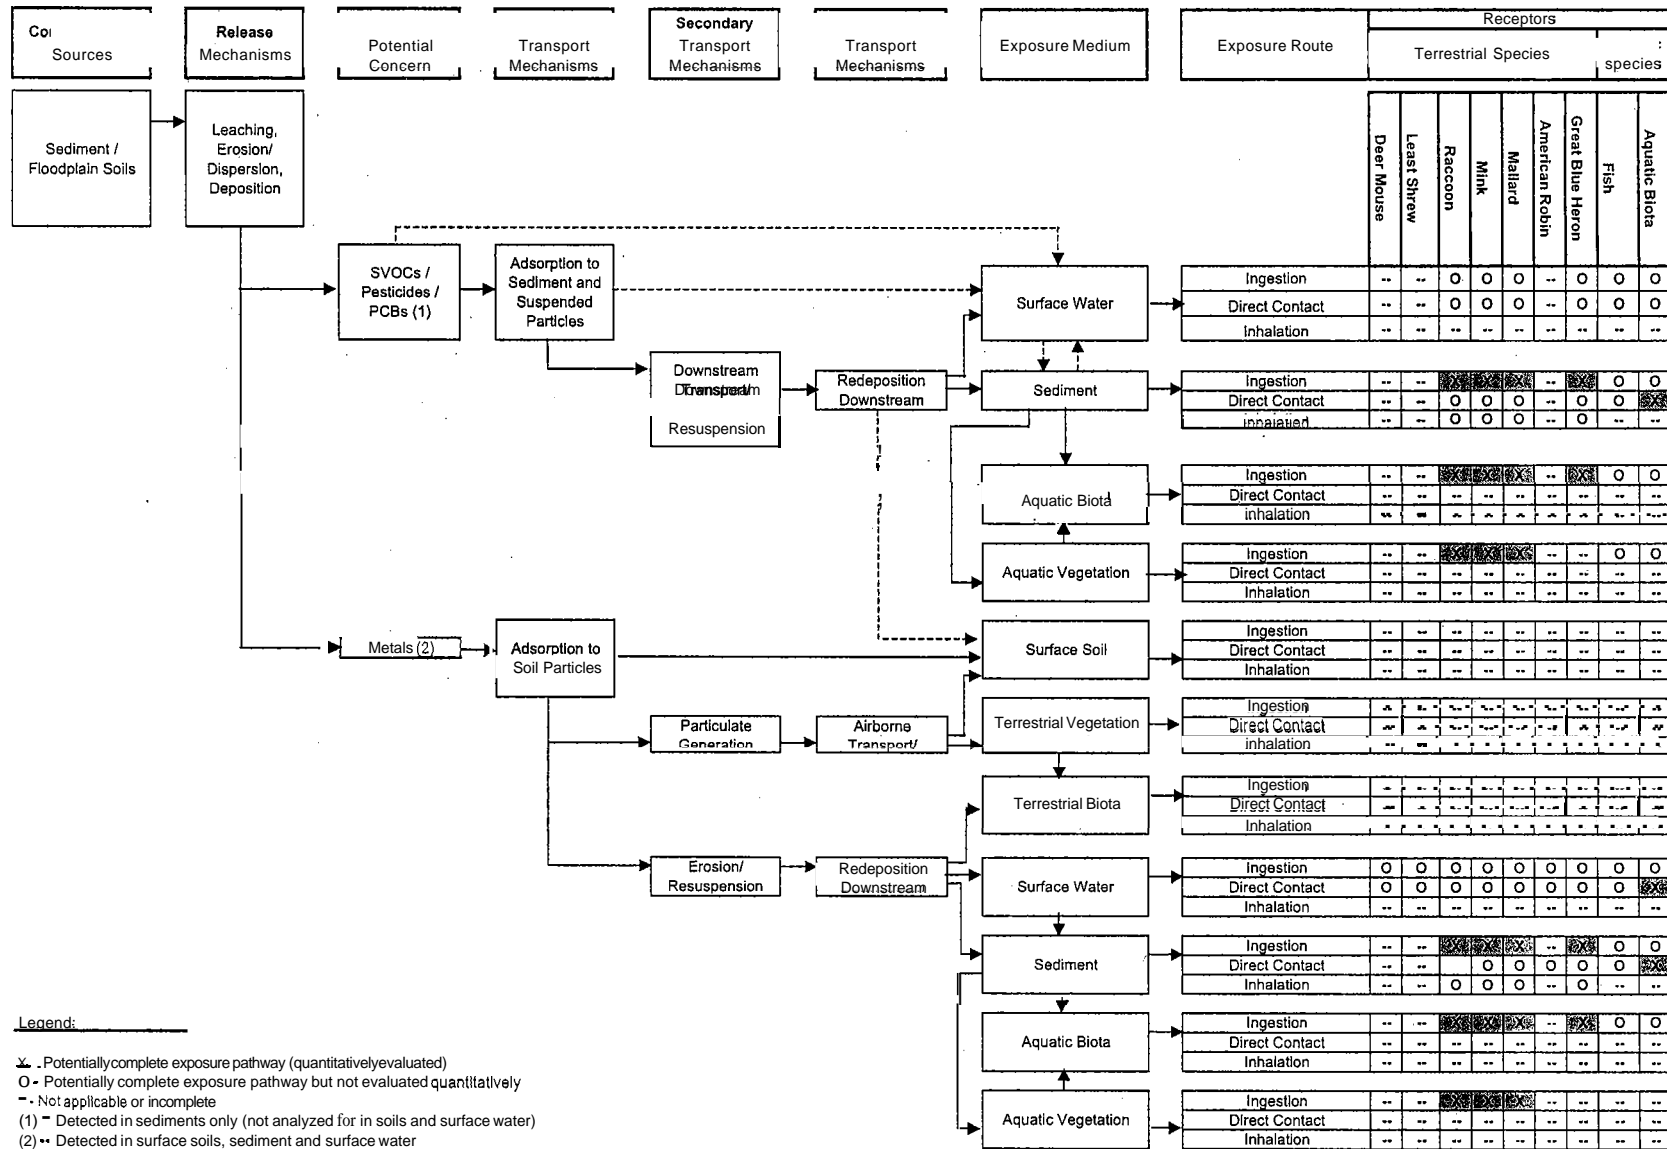 Sources
Release
Mechanisms
Potential
Concern
Transport
Mechanisms
Secondary
Transport
Mechanisms
Transport
Mechanisms
Exposure Medium
Exposure Route
Receptors
Terrestrial Species
species
Deer Mouse
Least Shrew
Raccoon
Mink
Mallard
American Robin
Great Blue Heron
Fish
Aquatic Biota
Sediment /
Floodplain Soils
Leaching,
Erosion/
Dispersion,
Deposition
SVOCs /
Pesticides /
PCBs (1)
Adsorption to
Sediment and
Suspended
Particles
Downstream
Transport/
Resuspension
Redeposition
Downstream
Surface Water
Ingestion -- -- O O O -- O O O
Direct Contact -- -- O O O -- O O O
Inhalation -- -- -- -- -- -- -- -- --
Sediment
Ingestion -- -- X X X -- X O O
Direct Contact -- -- O O O -- O O X
Inhalation -- -- O O O -- O -- --
Aquatic Biota
Ingestion -- -- X X X -- X O O
Direct Contact -- -- -- -- -- -- -- -- --
inhalation -- -- -- -- -- -- -- -- --
Aquatic Vegetation
Ingestion -- -- X X X -- -- O O
Direct Contact -- -- -- -- -- -- -- -- --
Inhalation -- -- -- -- -- -- -- -- --
Metals (2)
Adsorption to
Soil Particles
Surface Soil
Ingestion -- -- -- -- -- -- -- -- --
Direct Contact -- -- -- -- -- -- -- -- --
Inhalation -- -- -- -- -- -- -- -- --
Particulate
Generation
Airborne
Transport/
Terrestrial Vegetation
Ingestion -- -- -- -- -- -- -- -- --
Direct Contact -- -- -- -- -- -- -- -- --
inhalation -- -- -- -- -- -- -- -- --
Terrestrial Biota
Ingestion -- -- -- -- -- -- -- -- --
Direct Contact -- -- -- -- -- -- -- -- --
Inhalation -- -- -- -- -- -- -- -- --
Erosion/
Resuspension
Redeposition
Downstream
Surface Water
Ingestion O O O O O O O O O
Direct Contact O O O O O O O O X
Inhalation -- -- -- -- -- -- -- -- --
Sediment
Ingestion -- -- X X X -- X O O
Direct Contact -- -- O O O O O X
Inhalation -- -- O O O -- O -- --
Aquatic Biota
Ingestion -- -- X X X -- X O O
Direct Contact -- -- -- -- -- -- -- -- --
Inhalation -- -- -- -- -- -- -- -- --
Aquatic Vegetation
Ingestion -- -- X X X -- -- -- --
Direct Contact -- -- -- -- -- -- -- -- --
Inhalation -- -- -- -- -- -- -- -- --
Legend:
X - Potentially complete exposure pathway (quantitatively evaluated)
O - Potentially complete exposure pathway but not evaluated quantitatively
-- - Not applicable or incomplete
(1) - Detected in sediments only (not analyzed for in soils and surface water)
(2) -- Detected in surface soils, sediment and surface water